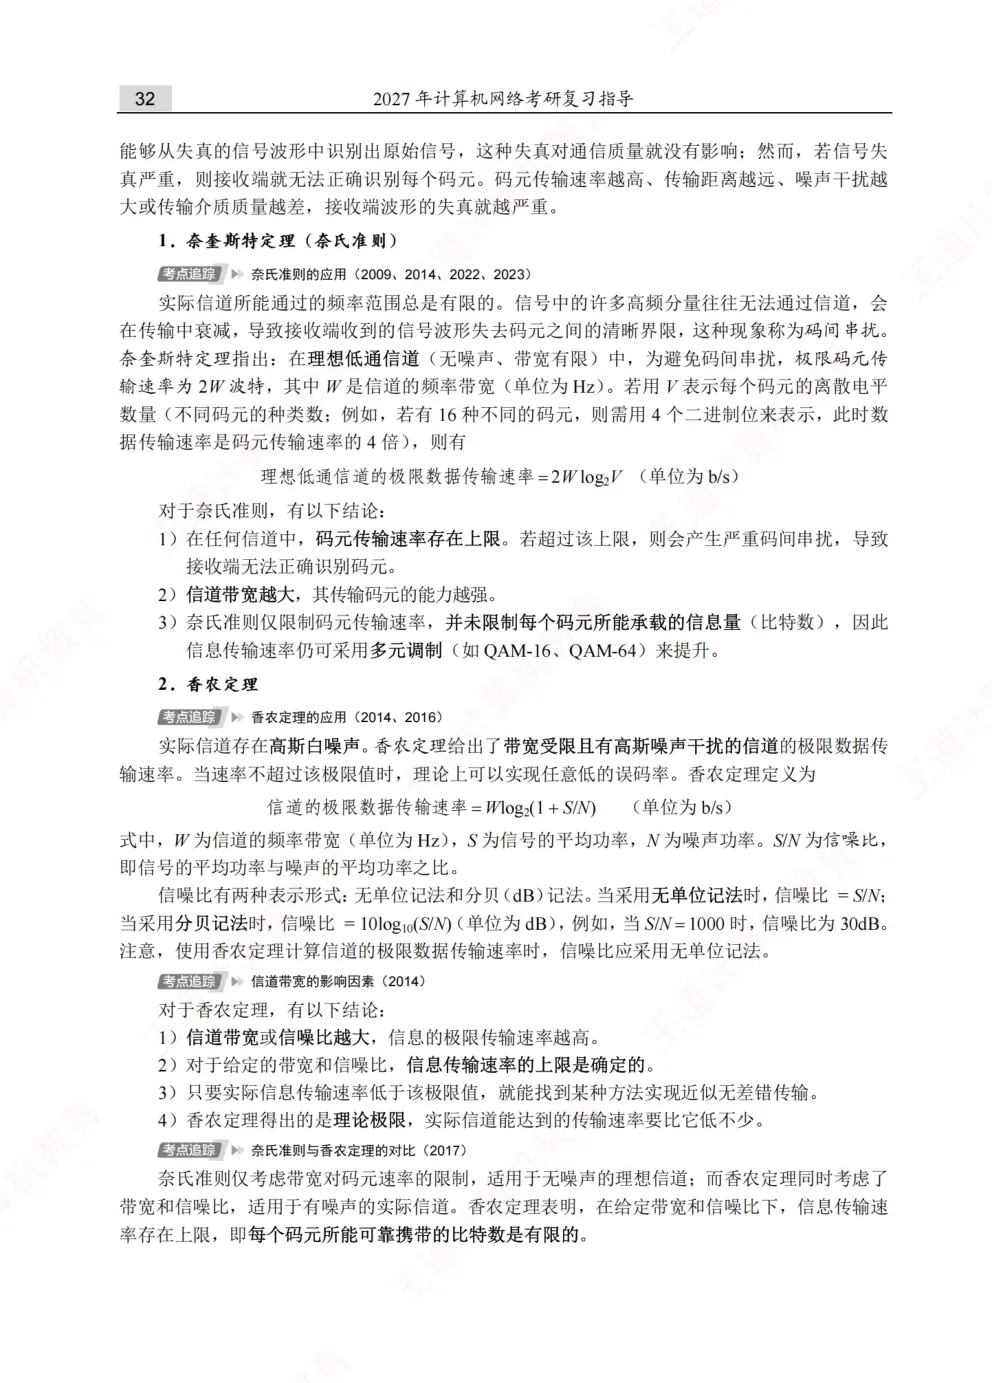 32
2027 年计算机网络考研复习指导
能够从失真的信号波形中识别出原始信号，这种失真对通信质量就没有影响；然而，若信号失
真严重，则接收端就无法正确识别每个码元。码元传输速率越高、传输距离越远、噪声干扰越
大或传输介质质量越差，接收端波形的失真就越严重。
1．奈奎斯特定理（奈氏准则）
考点追踪 奈氏准则的应用（2009、2014、2022、2023）
实际信道所能通过的频率范围总是有限的。信号中的许多高频分量往往无法通过信道，会
在传输中衰减，导致接收端收到的信号波形失去码元之间的清晰界限，这种现象称为码间串扰。
奈奎斯特定理指出：在理想低通信道（无噪声、带宽有限）中，为避免码间串扰，极限码元传
输速率为 2W 波特，其中 W 是信道的频率带宽（单位为 Hz）。若用 V 表示每个码元的离散电平
数量（不同码元的种类数；例如，若有 16 种不同的码元，则需用 4 个二进制位来表示，此时数
据传输速率是码元传输速率的 4 倍），则有
理想低通信道的极限数据传输速率 = 2W log₂V （单位为 b/s）
对于奈氏准则，有以下结论：
1）在任何信道中，码元传输速率存在上限。若超过该上限，则会产生严重码间串扰，导致
接收端无法正确识别码元。
2）信道带宽越大，其传输码元的能力越强。
3）奈氏准则仅限制码元传输速率，并未限制每个码元所能承载的信息量（比特数），因此
信息传输速率仍可采用多元调制（如 QAM-16、QAM-64）来提升。
2．香农定理
考点追踪 香农定理的应用（2014、2016）
实际信道存在高斯白噪声。香农定理给出了带宽受限且有高斯噪声干扰的信道的极限数据传
输速率。当速率不超过该极限值时，理论上可以实现任意低的误码率。香农定理定义为
信道的极限数据传输速率 = Wlog₂(1 + S/N) （单位为 b/s）
式中，W 为信道的频率带宽（单位为 Hz），S 为信号的平均功率，N 为噪声功率。S/N 为信噪比，
即信号的平均功率与噪声的平均功率之比。
信噪比有两种表示形式：无单位记法和分贝（dB）记法。当采用无单位记法时，信噪比 = S/N；
当采用分贝记法时，信噪比 = 10log₁₀(S/N)（单位为 dB），例如，当 S/N = 1000 时，信噪比为 30dB。
注意，使用香农定理计算信道的极限数据传输速率时，信噪比应采用无单位记法。
考点追踪 信道带宽的影响因素（2014）
对于香农定理，有以下结论：
1）信道带宽或信噪比越大，信息的极限传输速率越高。
2）对于给定的带宽和信噪比，信息传输速率的上限是确定的。
3）只要实际信息传输速率低于该极限值，就能找到某种方法实现近似无差错传输。
4）香农定理得出的是理论极限，实际信道能达到的传输速率要比它低不少。
考点追踪 奈氏准则与香农定理的对比（2017）
奈氏准则仅考虑带宽对码元速率的限制，适用于无噪声的理想信道；而香农定理同时考虑了
带宽和信噪比，适用于有噪声的实际信道。香农定理表明，在给定带宽和信噪比下，信息传输速
率存在上限，即每个码元所能可靠携带的比特数是有限的。